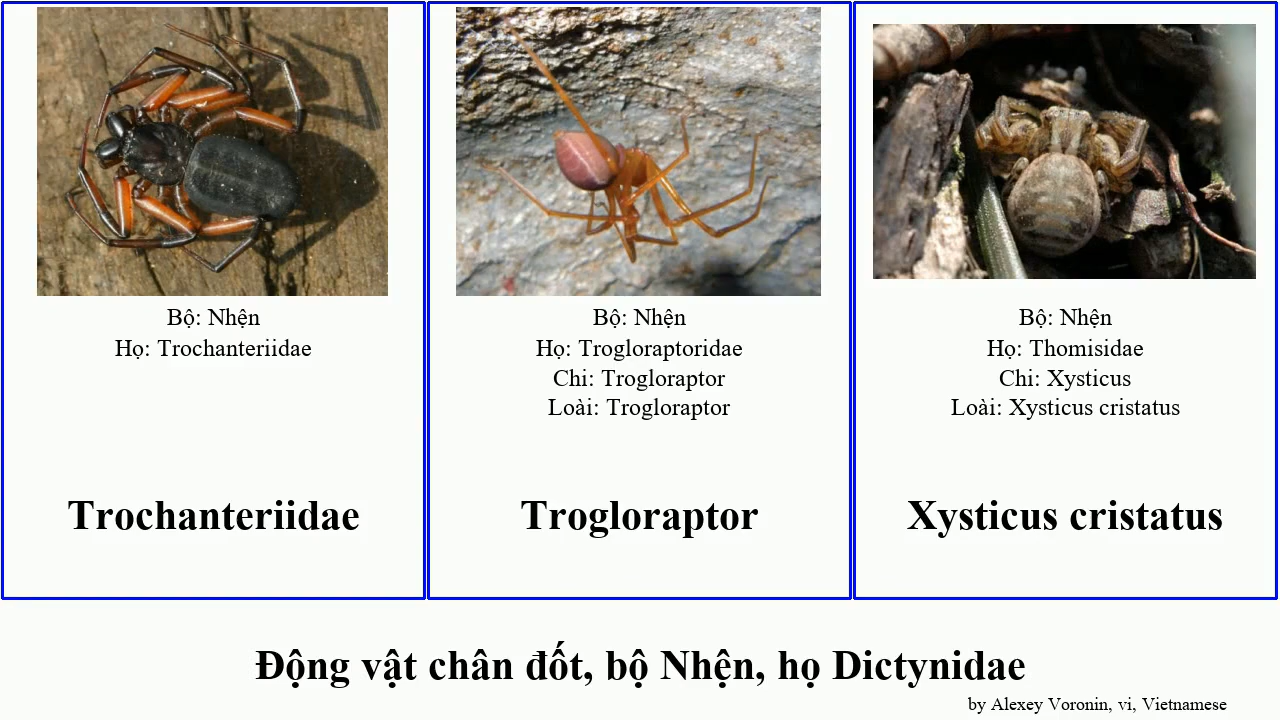 Bộ: Nhện
Họ: Trochanteriidae
Trochanteriidae
Bộ: Nhện
Họ: Trogloraptoridae
Chi: Trogloraptor
Loài: Trogloraptor
Trogloraptor
Bộ: Nhện
Họ: Thomisidae
Chi: Xysticus
Loài: Xysticus cristatus
Xysticus cristatus
Động vật chân đốt, bộ Nhện, họ Dictynidae
by Alexey Voronin, vi, Vietnamese